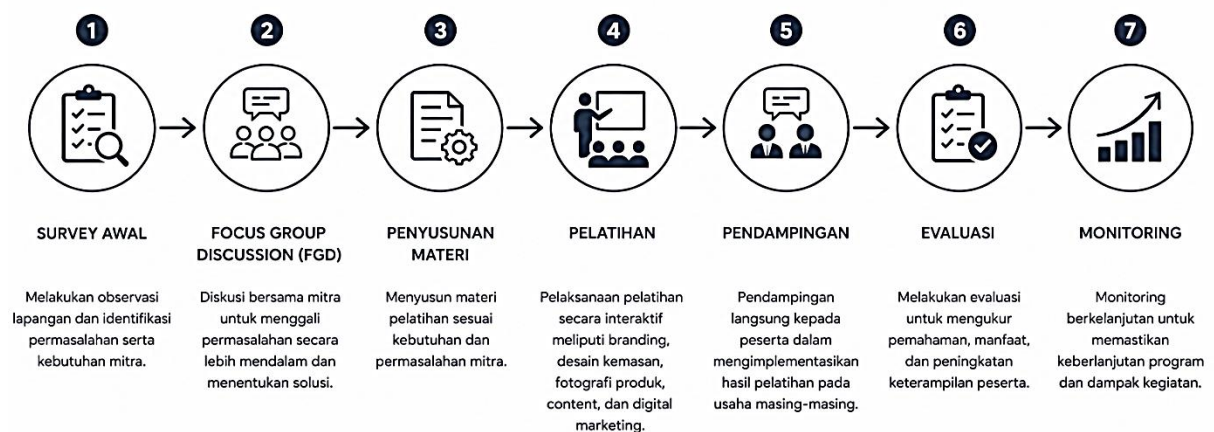 1
2
3
4
5
6
7
SURVEY AWAL
Melakukan observasi
lapangan dan identifikasi
permasalahan serta
kebutuhan mitra.
FOCUS GROUP
DISCUSSION (FGD)
Diskusi bersama mitra
untuk menggali
permasalahan secara
lebih mendalam dan
menentukan solusi.
PENYUSUNAN
MATERI
Menyusun materi
pelatihan sesuai
kebutuhan dan
permasalahan mitra.
PELATIHAN
Pelaksanaan pelatihan
secara interaktif
meliputi branding,
desain kemasan,
fotografi produk,
content, dan digital
marketing.
PENDAMPINGAN
Pendampingan
langsung kepada
peserta dalam
mengimplementasikan
hasil pelatihan pada
usaha masing-masing.
EVALUASI
Melakukan evaluasi
untuk mengukur
pemahaman, manfaat,
dan peningkatan
keterampilan peserta.
MONITORING
Monitoring
berkelanjutan untuk
memastikan
keberlanjutan program
dan dampak kegiatan.